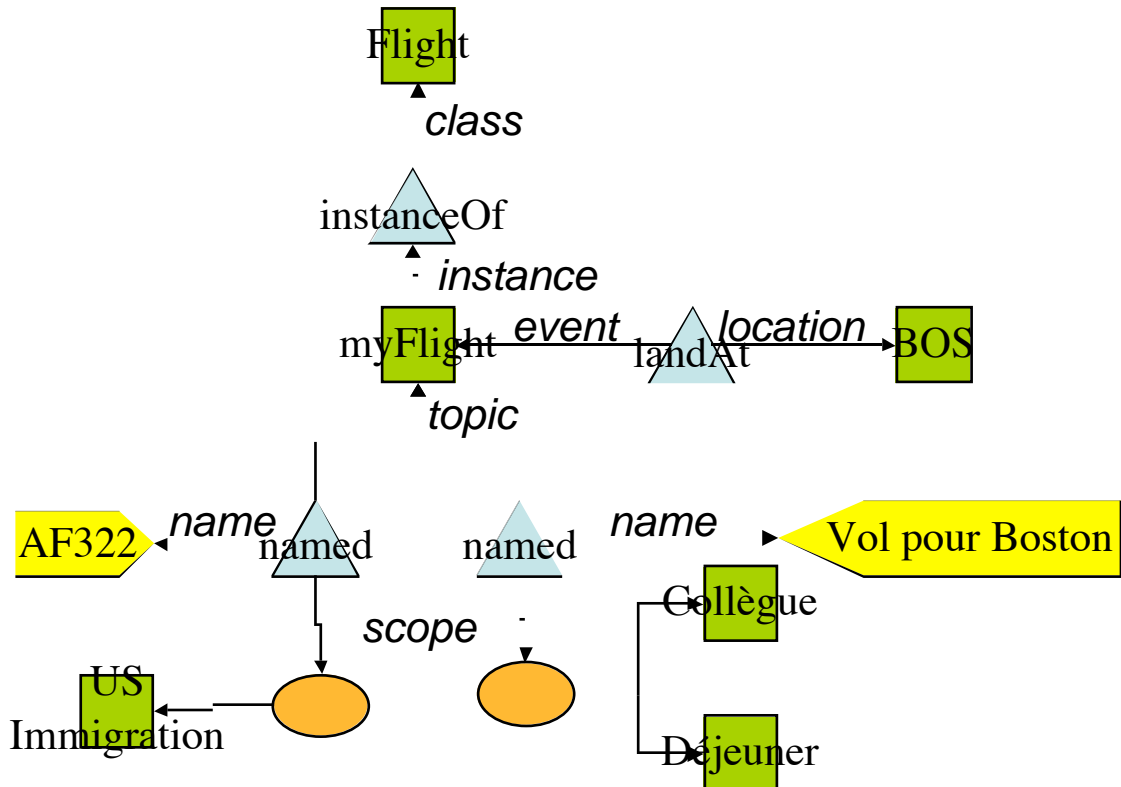 Flight
class
instanceOf
instance
myFlight
event
landAt
location
BOS
topic
AF322
name
named
named
name
Vol pour Boston
Collègue
scope
US
Immigration
Déjeuner